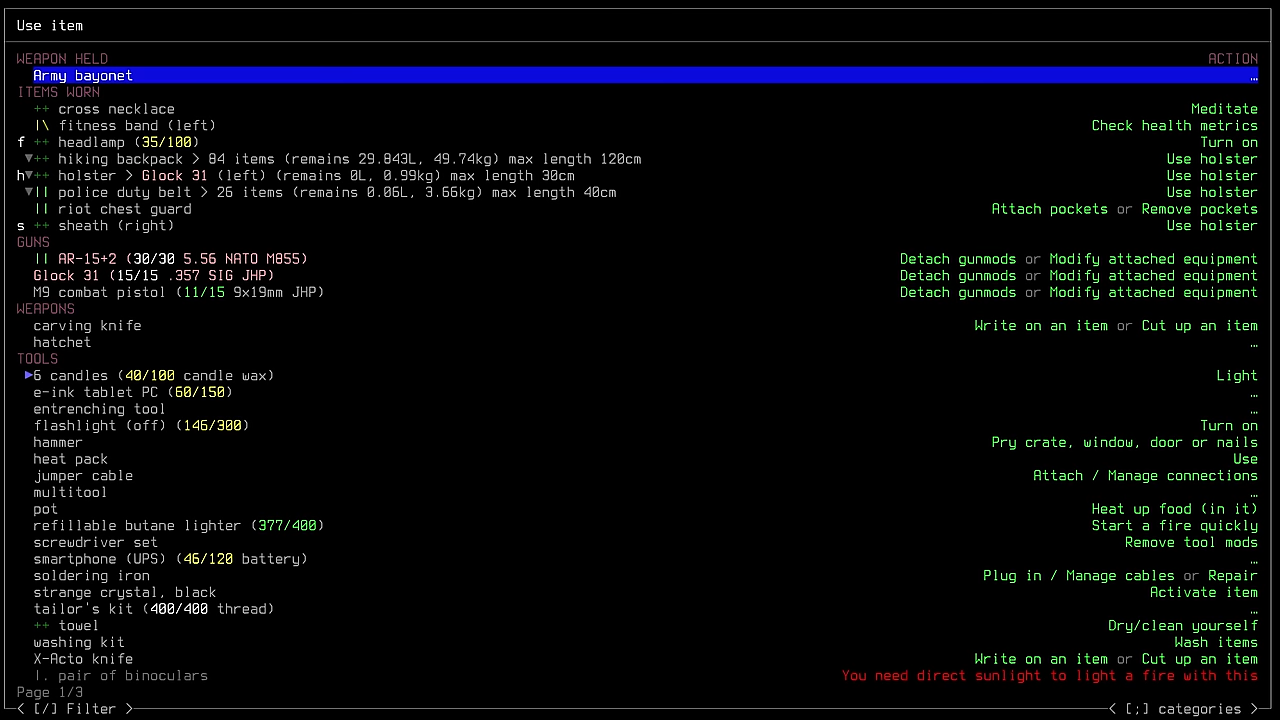 Use item
WEAPON HELD ACTION
Army bayonet …
ITEMS WORN
++ cross necklace Meditate
|\ fitness band (left) Check health metrics
f ++ headlamp (35/100) Turn on
▼++ hiking backpack > 84 items (remains 29.843L, 49.74kg) max length 120cm Use holster
h▼++ holster > Glock 31 (left) (remains 0L, 0.99kg) max length 30cm Use holster
▼|| police duty belt > 26 items (remains 0.06L, 3.66kg) max length 40cm Use holster
|| riot chest guard Attach pockets or Remove pockets
s ++ sheath (right) Use holster
GUNS
|| AR-15+2 (30/30 5.56 NATO M855) Detach gunmods or Modify attached equipment
Glock 31 (15/15 .357 SIG JHP) Detach gunmods or Modify attached equipment
M9 combat pistol (11/15 9×19mm JHP) Detach gunmods or Modify attached equipment
WEAPONS
carving knife Write on an item or Cut up an item
hatchet …
TOOLS
▶6 candles (40/100 candle wax) Light
e-ink tablet PC (60/150) …
entrenching tool …
flashlight (off) (146/300) Turn on
hammer Pry crate, window, door or nails
heat pack Use
jumper cable Attach / Manage connections
multitool …
pot Heat up food (in it)
refillable butane lighter (377/400) Start a fire quickly
screwdriver set Remove tool mods
smartphone (UPS) (46/120 battery) …
soldering iron Plug in / Manage cables or Repair
strange crystal, black Activate item
tailor's kit (400/400 thread) …
++ towel Dry/clean yourself
washing kit Wash items
X-Acto knife Write on an item or Cut up an item
|. pair of binoculars You need direct sunlight to light a fire with this
Page 1/3
< [/] Filter > < [;] categories >